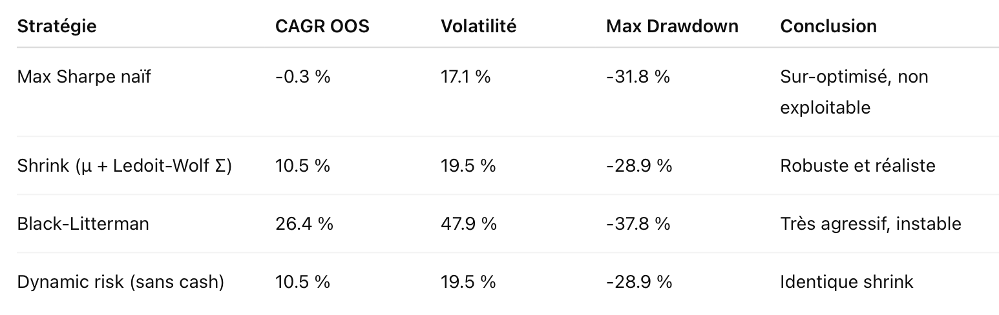 Stratégie CAGR OOS Volatilité Max Drawdown Conclusion
Max Sharpe naïf -0.3 % 17.1 % -31.8 % Sur-optimisé, non
exploitable
Shrink (μ + Ledoit-Wolf Σ) 10.5 % 19.5 % -28.9 % Robuste et réaliste
Black-Litterman 26.4 % 47.9 % -37.8 % Très agressif, instable
Dynamic risk (sans cash) 10.5 % 19.5 % -28.9 % Identique shrink